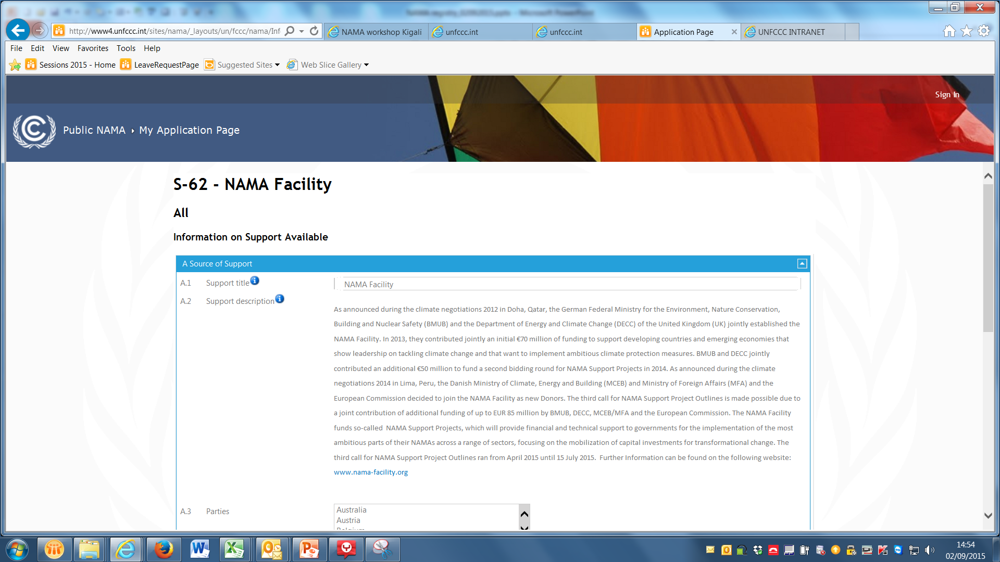 NAMA registry_02092015.pptx - Microsoft PowerPoint
http://www4.unfccc.int/sites/nama/_layouts/un/fccc/nama/Inf
NAMA workshop Kigali
unfccc.int
unfccc.int
Application Page
UNFCCC INTRANET
File Edit View Favorites Tools Help
Sessions 2015 - Home LeaveRequestPage Suggested Sites Web Slice Gallery
Sign In
Public NAMA My Application Page
S-62 - NAMA Facility
All
Information on Support Available
A Source of Support
A.1 Support title NAMA Facility
A.2 Support description
As announced during the climate negotiations 2012 in Doha, Qatar, the German Federal Ministry for the Environment, Nature Conservation,
Building and Nuclear Safety (BMUB) and the Department of Energy and Climate Change (DECC) of the United Kingdom (UK) jointly established the
NAMA Facility. In 2013, they contributed jointly an initial €70 million of funding to support developing countries and emerging economies that
show leadership on tackling climate change and that want to implement ambitious climate protection measures. BMUB and DECC jointly
contributed an additional €50 million to fund a second bidding round for NAMA Support Projects in 2014. As announced during the climate
negotiations 2014 in Lima, Peru, the Danish Ministry of Climate, Energy and Building (MCEB) and Ministry of Foreign Affairs (MFA) and the
European Commission decided to join the NAMA Facility as new Donors. The third call for NAMA Support Project Outlines is made possible due to
a joint contribution of additional funding of up to EUR 85 million by BMUB, DECC, MCEB/MFA and the European Commission. The NAMA Facility
funds so-called NAMA Support Projects, which will provide financial and technical support to governments for the implementation of the most
ambitious parts of their NAMAs across a range of sectors, focusing on the mobilization of capital investments for transformational change. The
third call for NAMA Support Project Outlines ran from April 2015 until 15 July 2015. Further Information can be found on the following website:
www.nama-facility.org
A.3 Parties
Australia
Austria
Belgium
14:54
02/09/2015